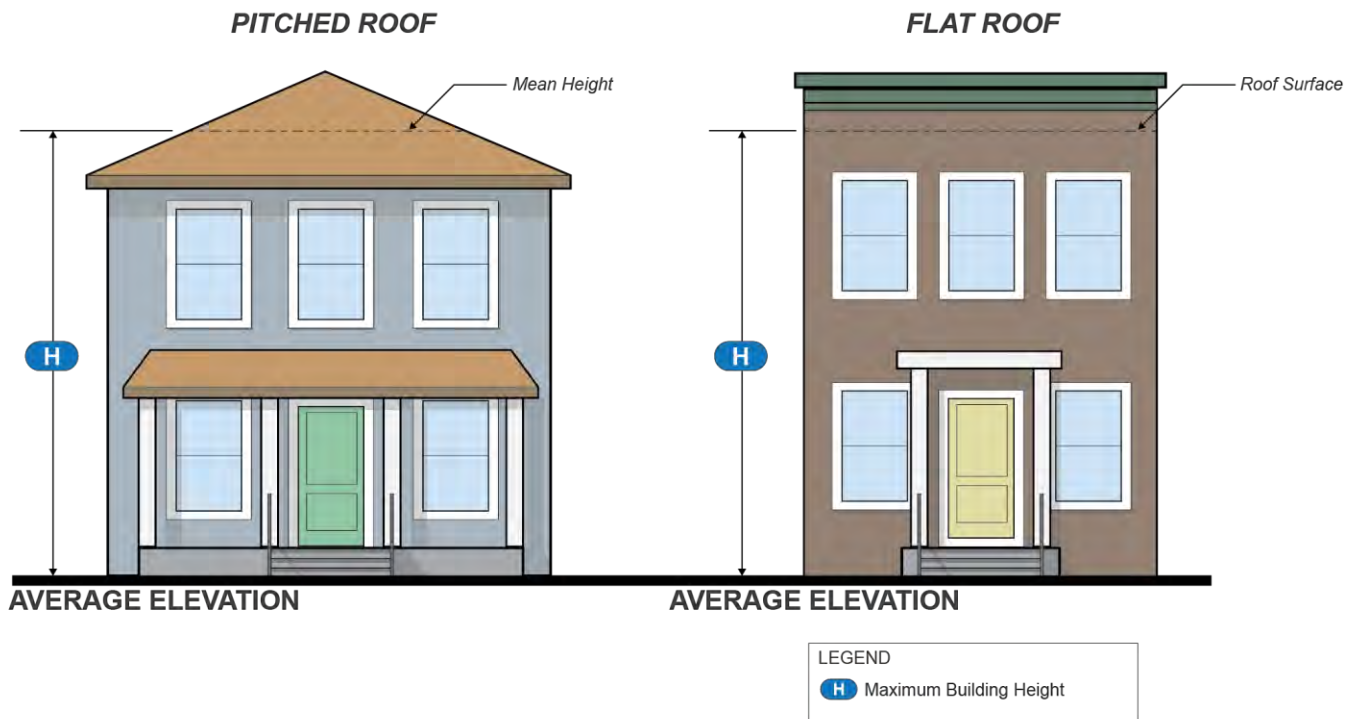 PITCHED ROOF
FLAT ROOF
Mean Height
Roof Surface
H
H
AVERAGE ELEVATION
AVERAGE ELEVATION
LEGEND
H Maximum Building Height